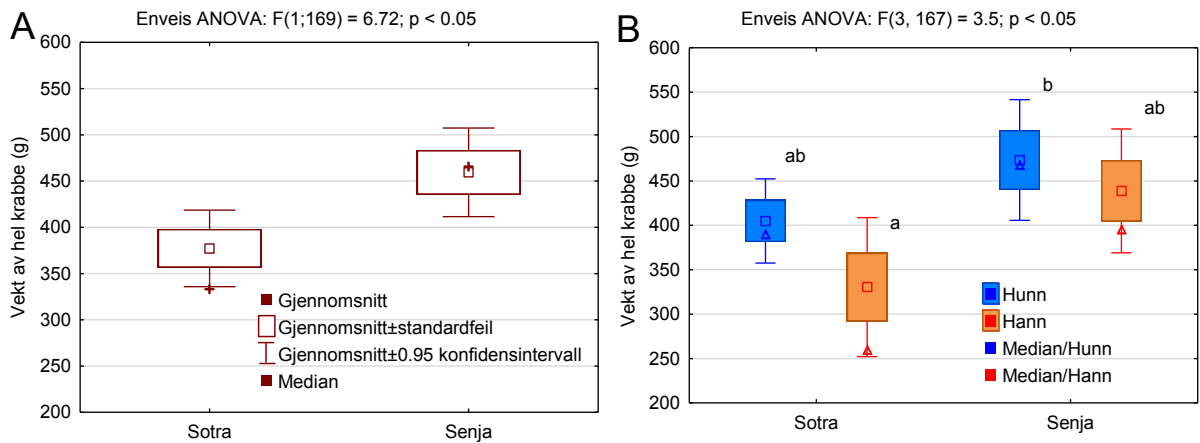 A
Enveis ANOVA: F(1;169) = 6.72; p < 0.05
600
550
500
450
400
350
300
250
200
Vekt av hel krabbe (g)
Gjennomsnitt
Gjennomsnitt±standardfeil
Gjennomsnitt±0.95 konfidensintervall
Median
Sotra
Senja
B
Enveis ANOVA: F(3, 167) = 3.5; p < 0.05
600
550
500
450
400
350
300
250
200
Vekt av hel krabbe (g)
ab
a
b
ab
Hunn
Hann
Median/Hunn
Median/Hann
Sotra
Senja